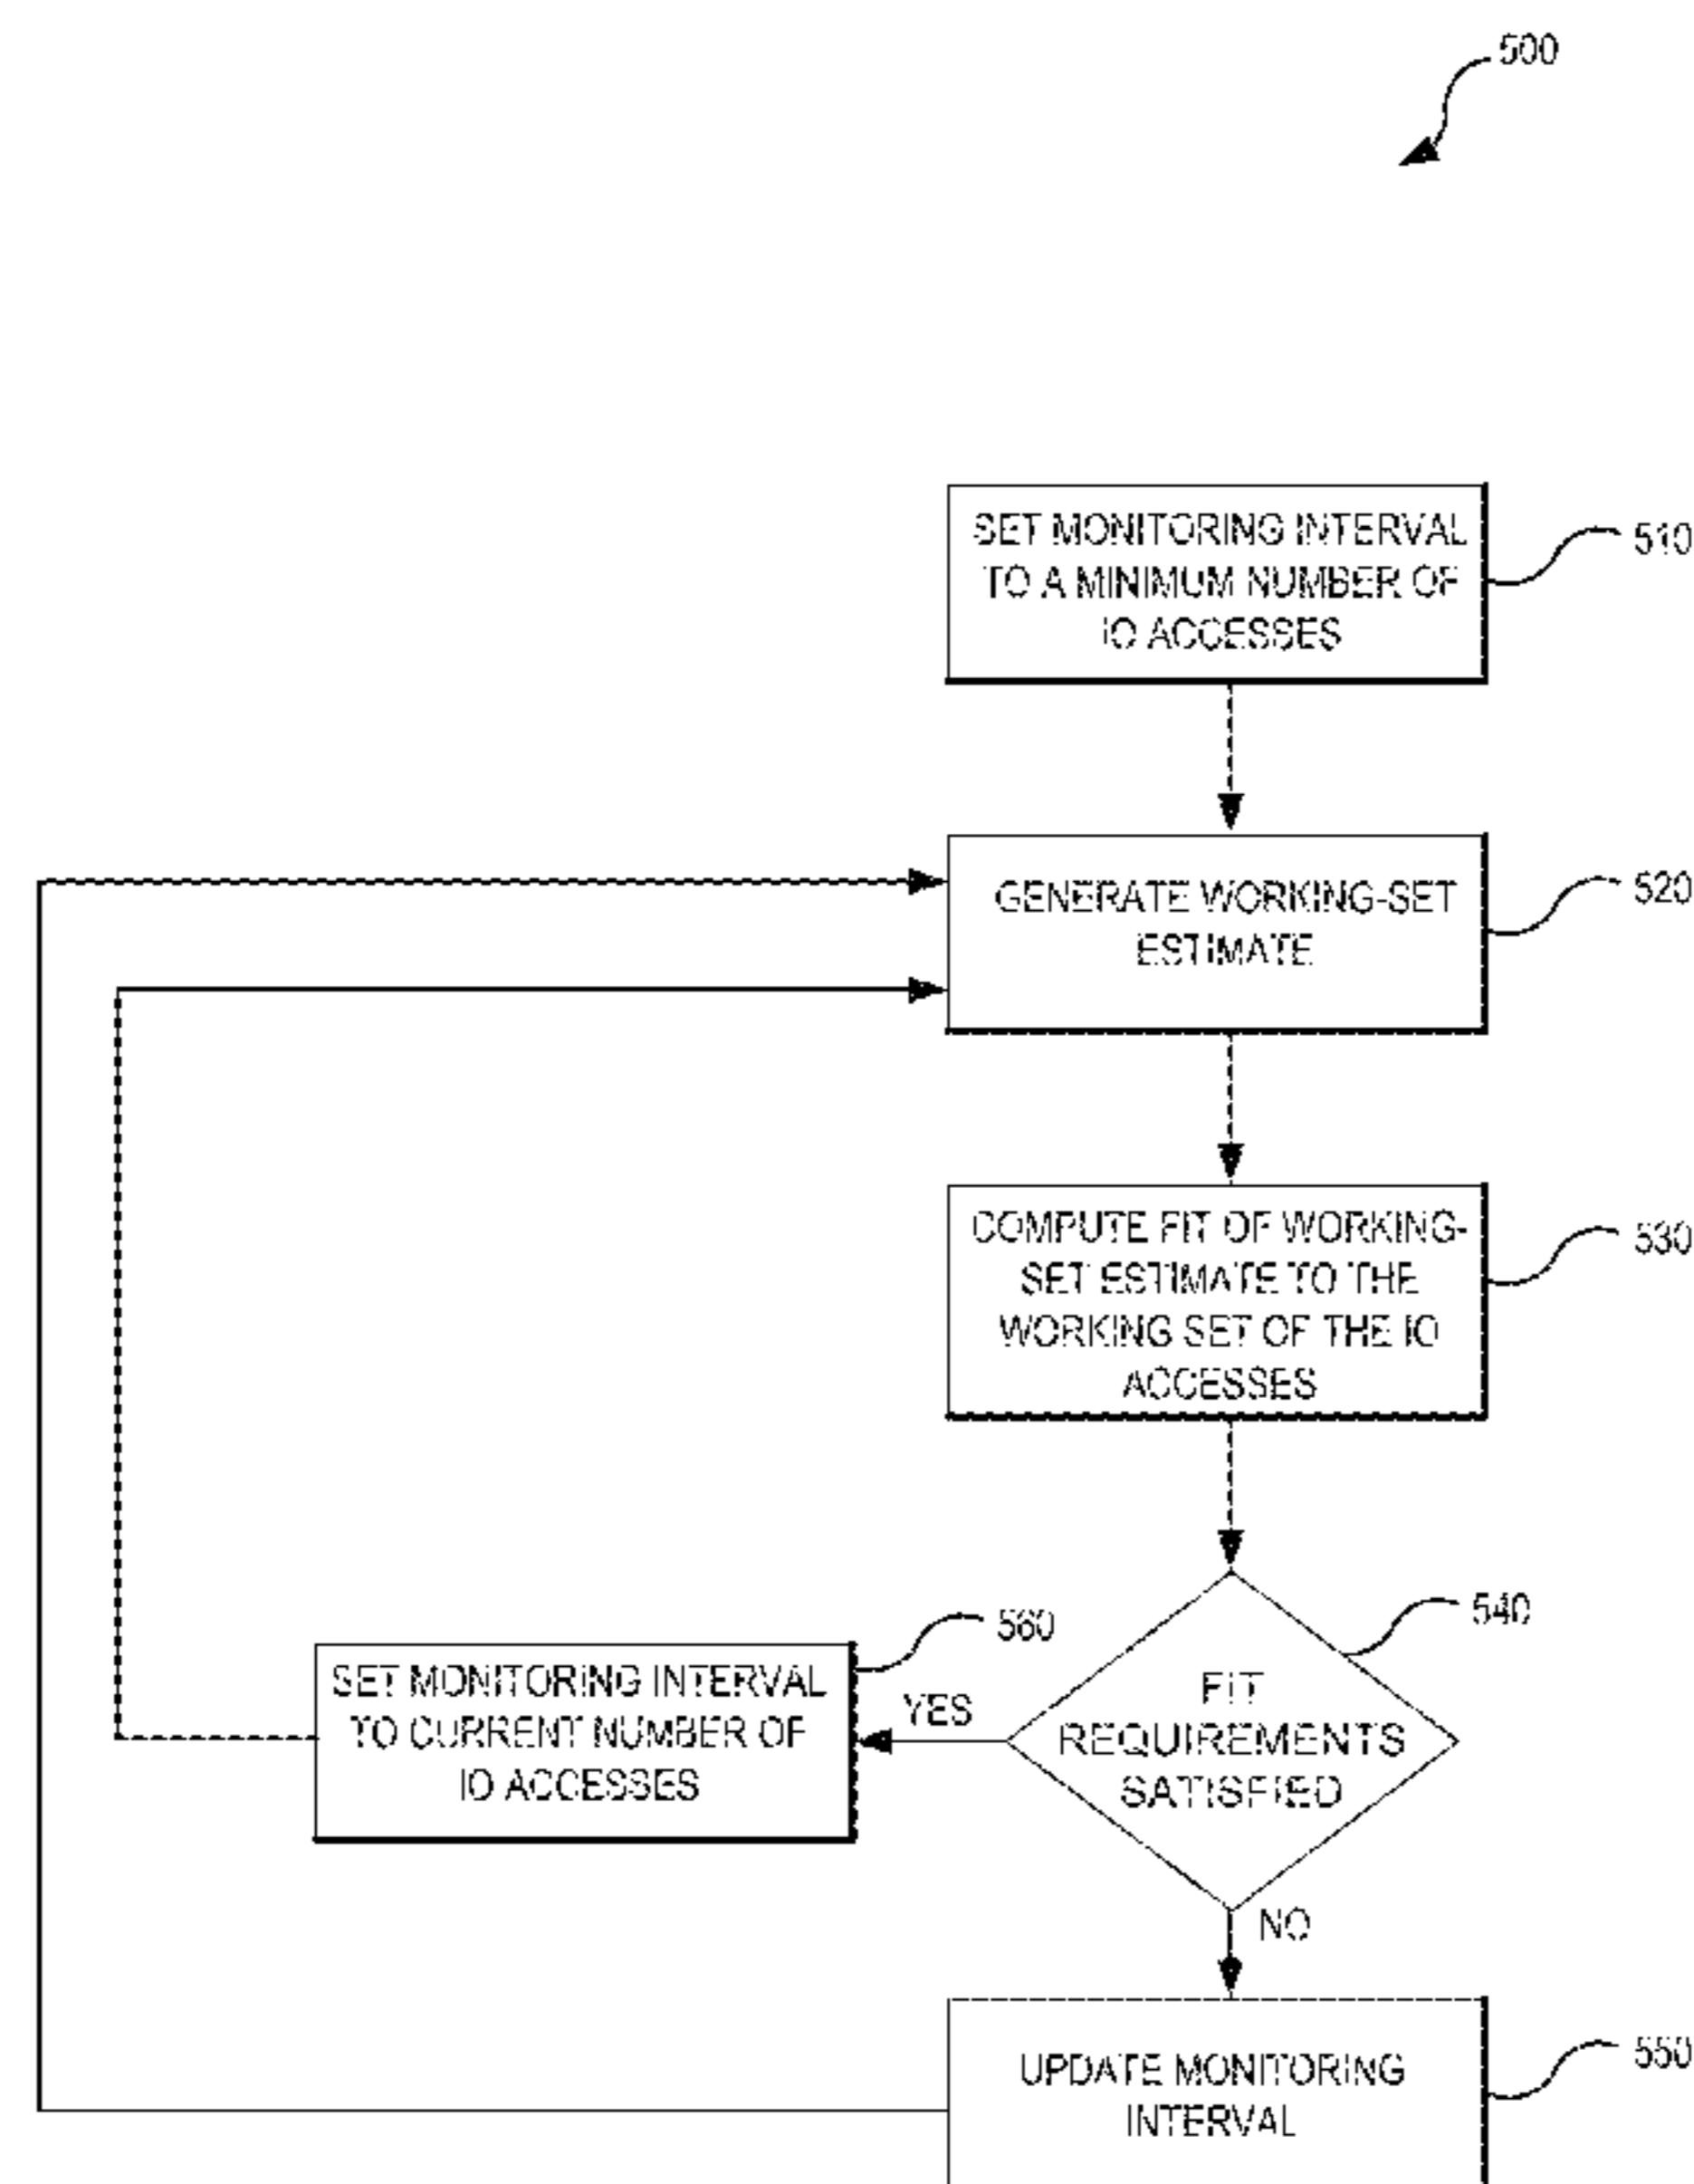 500
SET MONITORING INTERVAL
TO A MINIMUM NUMBER OF
IO ACCESSES
510
GENERATE WORKING-SET
ESTIMATE
520
COMPUTE FIT OF WORKING-
SET ESTIMATE TO THE
WORKING SET OF THE IO
ACCESSES
530
FIT
REQUIREMENTS
SATISFIED
540
YES
SET MONITORING INTERVAL
TO CURRENT NUMBER OF
IO ACCESSES
560
NO
UPDATE MONITORING
INTERVAL
550